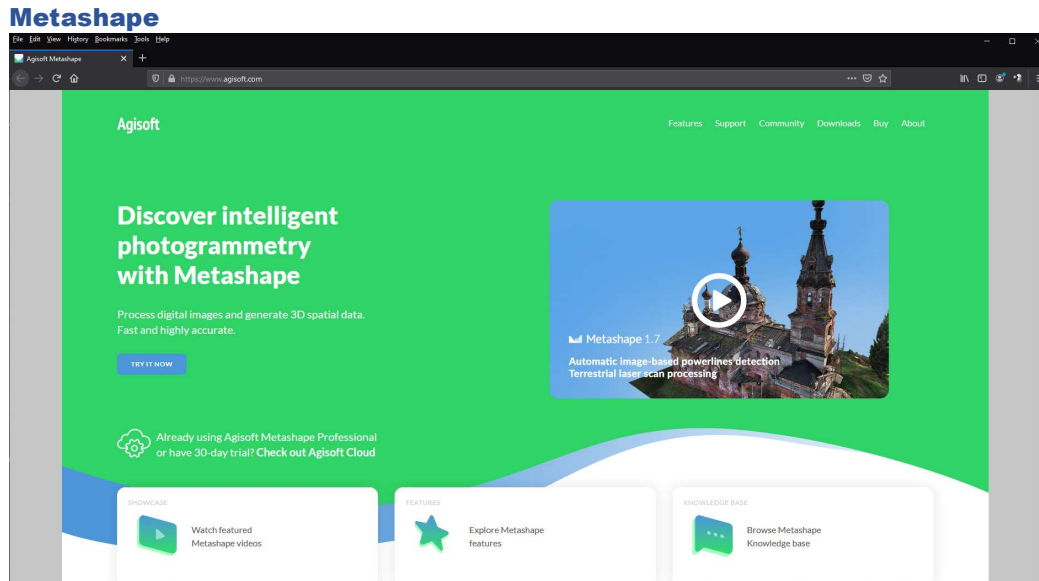 Metashape
File Edit View History Bookmarks Tools Help
Agisoft Metashape
https://www.agisoft.com
Agisoft
Features Support Community Downloads Buy About
Discover intelligent
photogrammetry
with Metashape
Process digital images and generate 3D spatial data.
Fast and highly accurate.
TRY IT NOW
Metashape 1.7
Automatic image-based powerlines detection
Terrestrial laser scan processing
Already using Agisoft Metashape Professional
or have 30-day trial? Check out Agisoft Cloud
SHOWCASE
Watch featured
Metashape videos
FEATURES
Explore Metashape
features
KNOWLEDGE BASE
Browse Metashape
Knowledge base